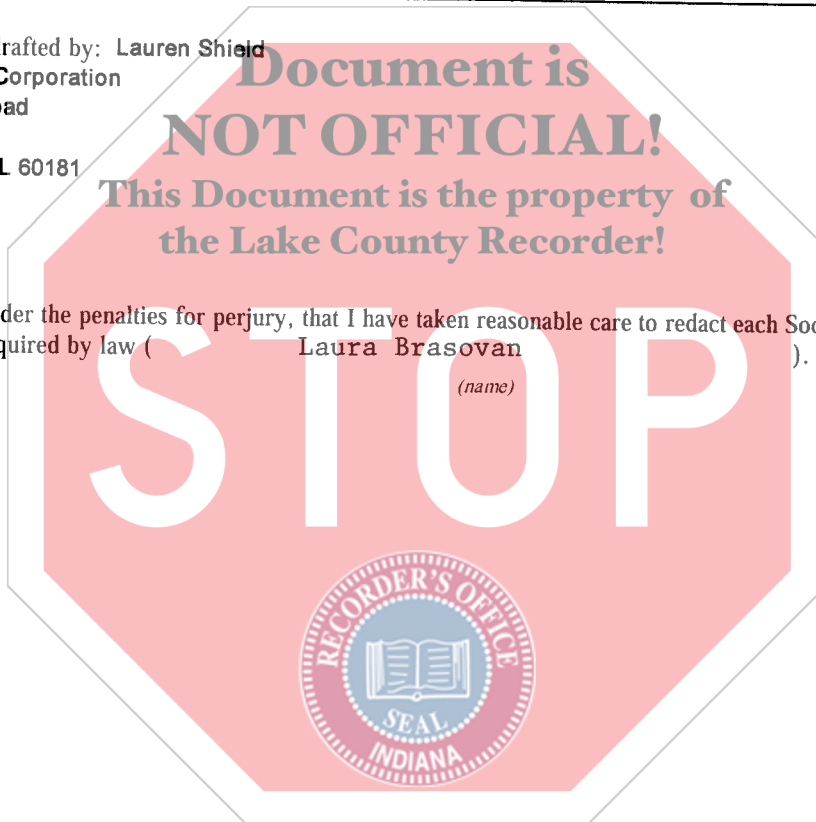 rafted by: Lauren Shield
Corporation
ad
L 60181
Document is
NOT OFFICIAL!
This Document is the property of
the Lake County Recorder!
der the penalties for perjury, that I have taken reasonable care to redact each Soc
quired by law ( Laura Brasovan ).
(name)
STOP
RECORDER'S OFFICE
SEAL
INDIANA